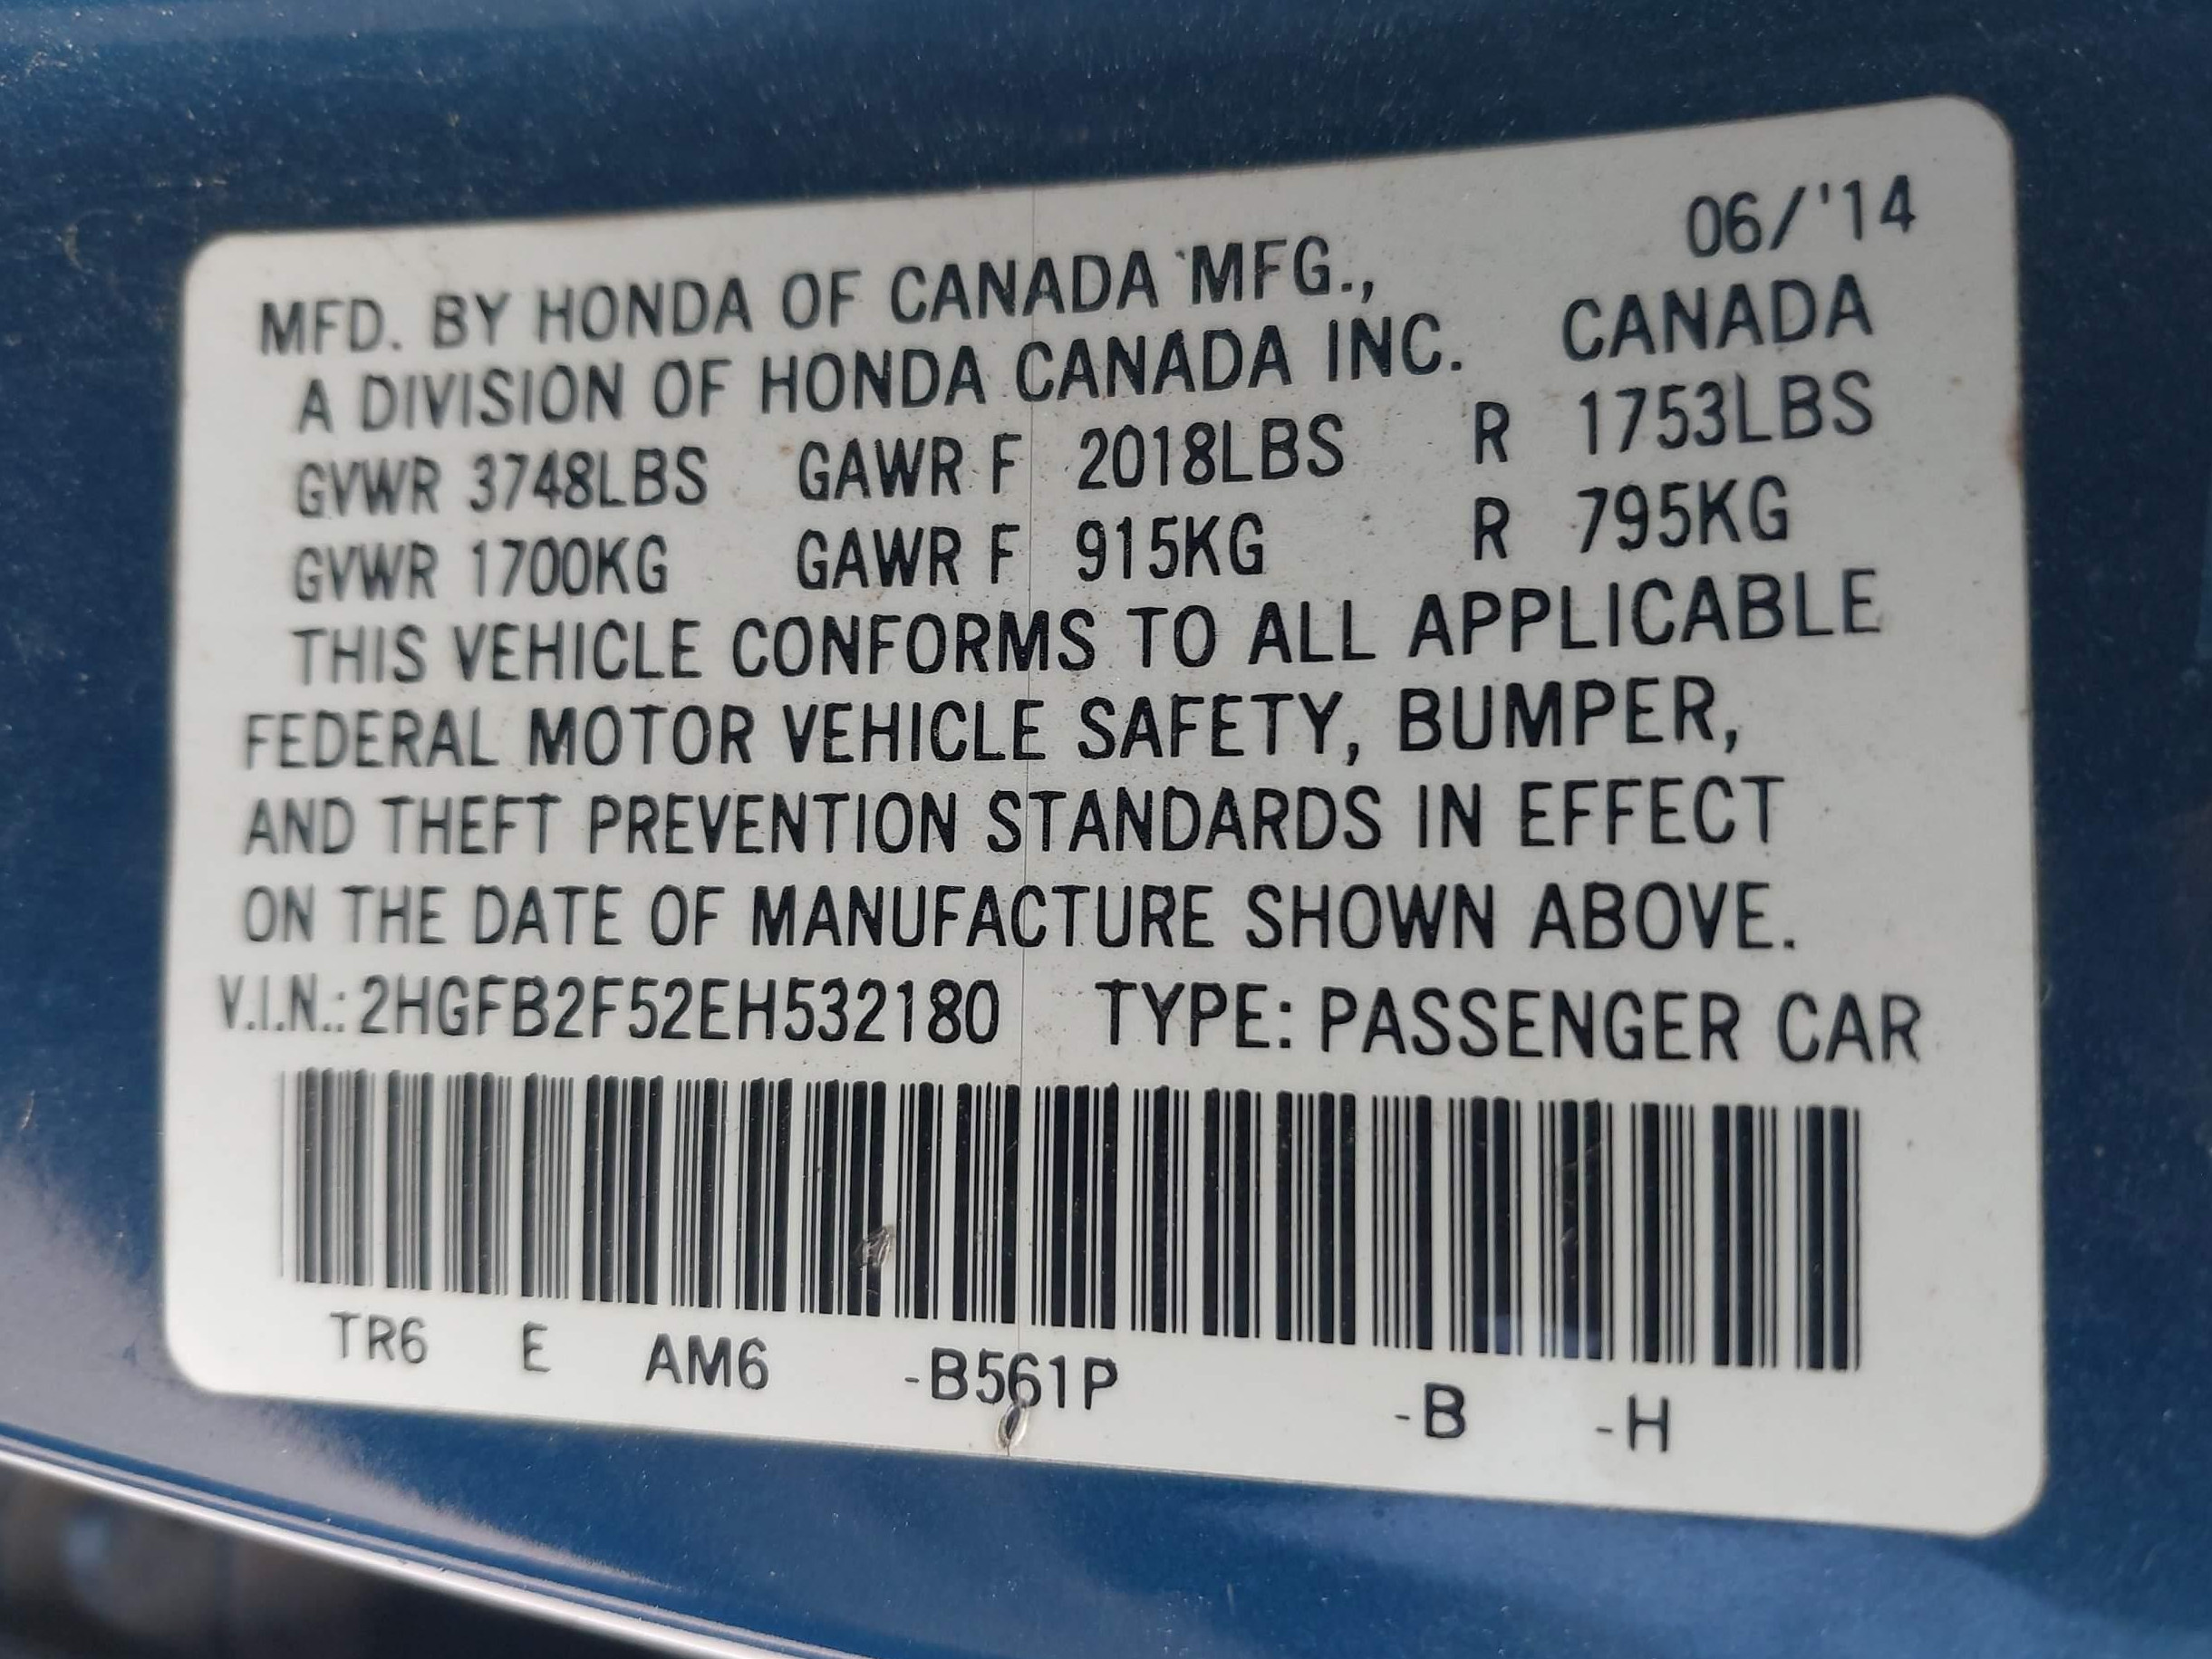 06/'14
MFD. BY HONDA OF CANADA MFG.,
A DIVISION OF HONDA CANADA INC. CANADA
GVWR 3748LBS GAWR F 2018LBS R 1753LBS
GVWR 1700KG GAWR F 915KG R 795KG
THIS VEHICLE CONFORMS TO ALL APPLICABLE
FEDERAL MOTOR VEHICLE SAFETY, BUMPER,
AND THEFT PREVENTION STANDARDS IN EFFECT
ON THE DATE OF MANUFACTURE SHOWN ABOVE.
V.I.N.: 2HGFB2F52EH532180 TYPE: PASSENGER CAR
TR6 E AM6 -B561P -B -H